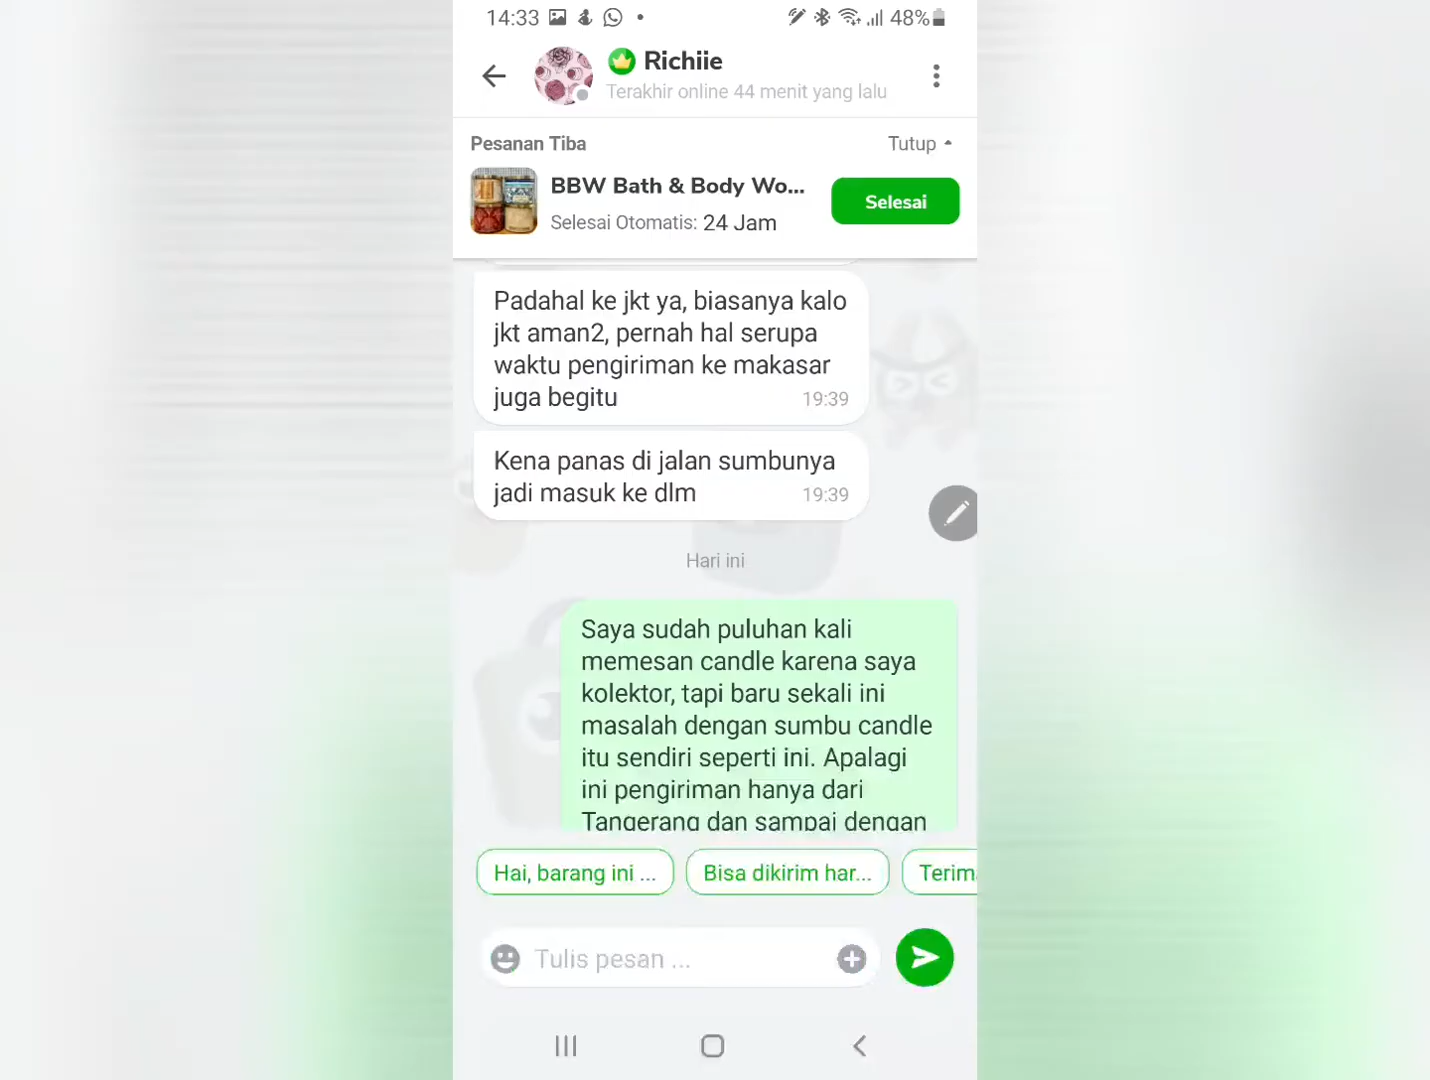 14:33
48%
Richiie
Terakhir online 44 menit yang lalu
Pesanan Tiba
Tutup
BBW Bath & Body Wo...
Selesai Otomatis: 24 Jam
Selesai
Padahal ke jkt ya, biasanya kalo
jkt aman2, pernah hal serupa
waktu pengiriman ke makasar
juga begitu
19:39
Kena panas di jalan sumbunya
jadi masuk ke dlm
19:39
Hari ini
Saya sudah puluhan kali
memesan candle karena saya
kolektor, tapi baru sekali ini
masalah dengan sumbu candle
itu sendiri seperti ini. Apalagi
ini pengiriman hanya dari
Tangerang dan sampai dengan
Hai, barang ini ...
Bisa dikirim har...
Terim
Tulis pesan ...